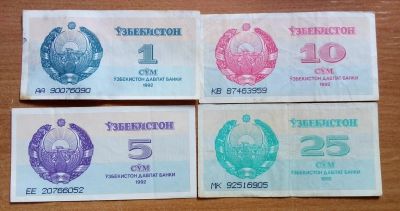 ЎЗБЕКИСТОН
1
СЎМ
ЎЗБЕКИСТОН ДАВЛАТ БАНКИ
1992
АА 90076090
ЎЗБЕКИСТОН
10
СЎМ
ЎЗБЕКИСТОН ДАВЛАТ БАНКИ
1992
КВ 87463959
ЎЗБЕКИСТОН
5
СЎМ
ЎЗБЕКИСТОН ДАВЛАТ БАНКИ
1992
ЕЕ 20766052
ЎЗБЕКИСТОН
25
СЎМ
ЎЗБЕКИСТОН ДАВЛАТ БАНКИ
1992
МК 92516905